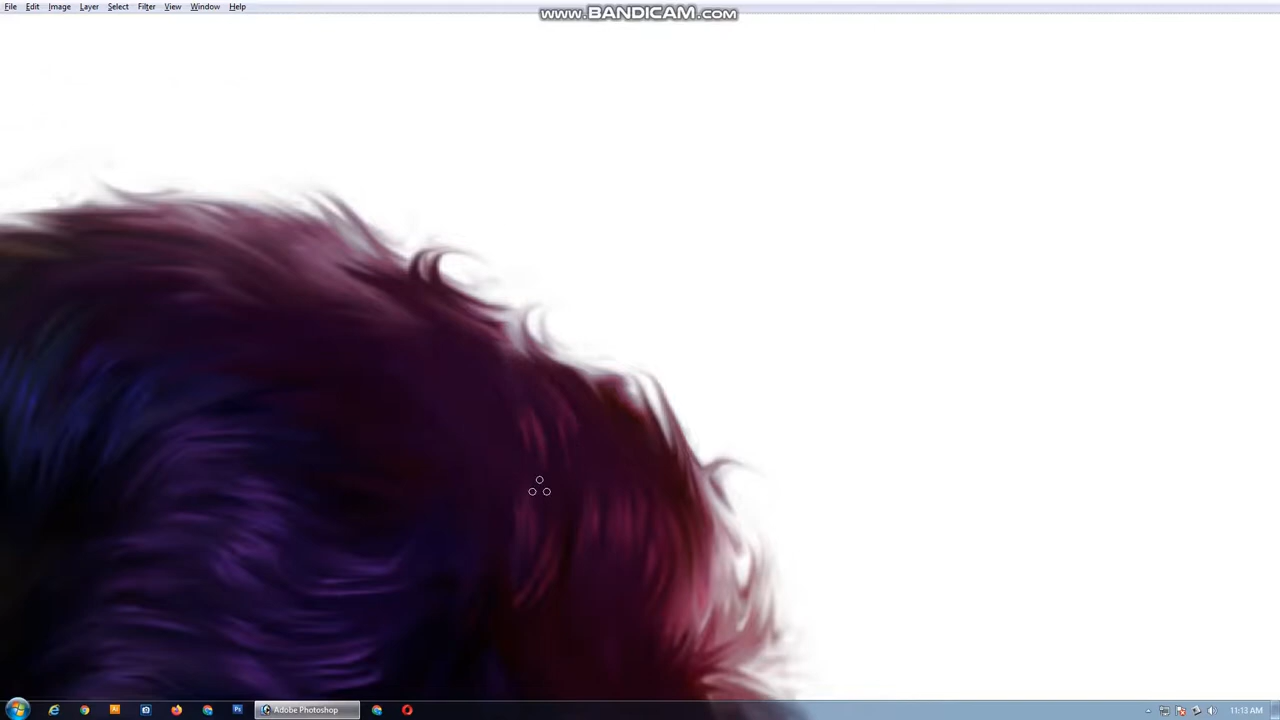 File Edit Image Layer Select Filter View Window Help
www.BANDICAM.com
Adobe Photoshop
11:13 AM